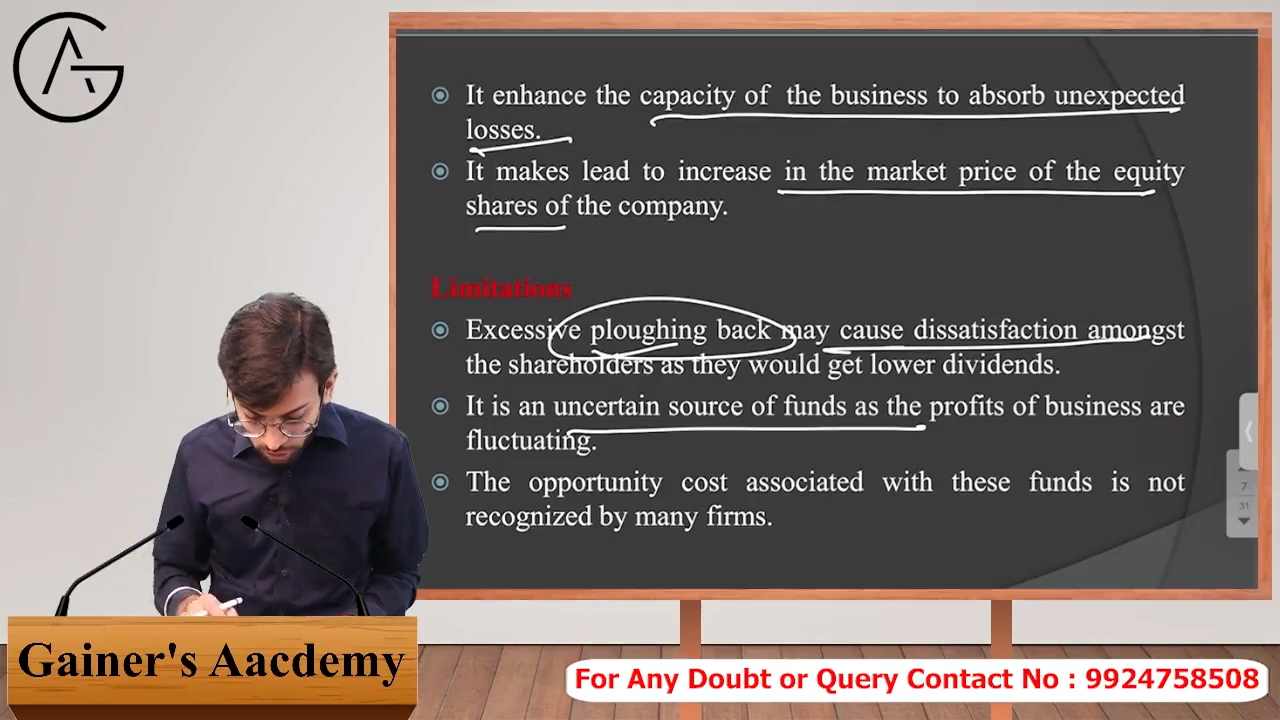 It enhance the capacity of the business to absorb unexpected
losses.
It makes lead to increase in the market price of the equity
shares of the company.
Limitations
Excessive ploughing back may cause dissatisfaction amongst
the shareholders as they would get lower dividends.
It is an uncertain source of funds as the profits of business are
fluctuating.
The opportunity cost associated with these funds is not
recognized by many firms.
7
31
Gainer's Aacdemy
For Any Doubt or Query Contact No : 9924758508